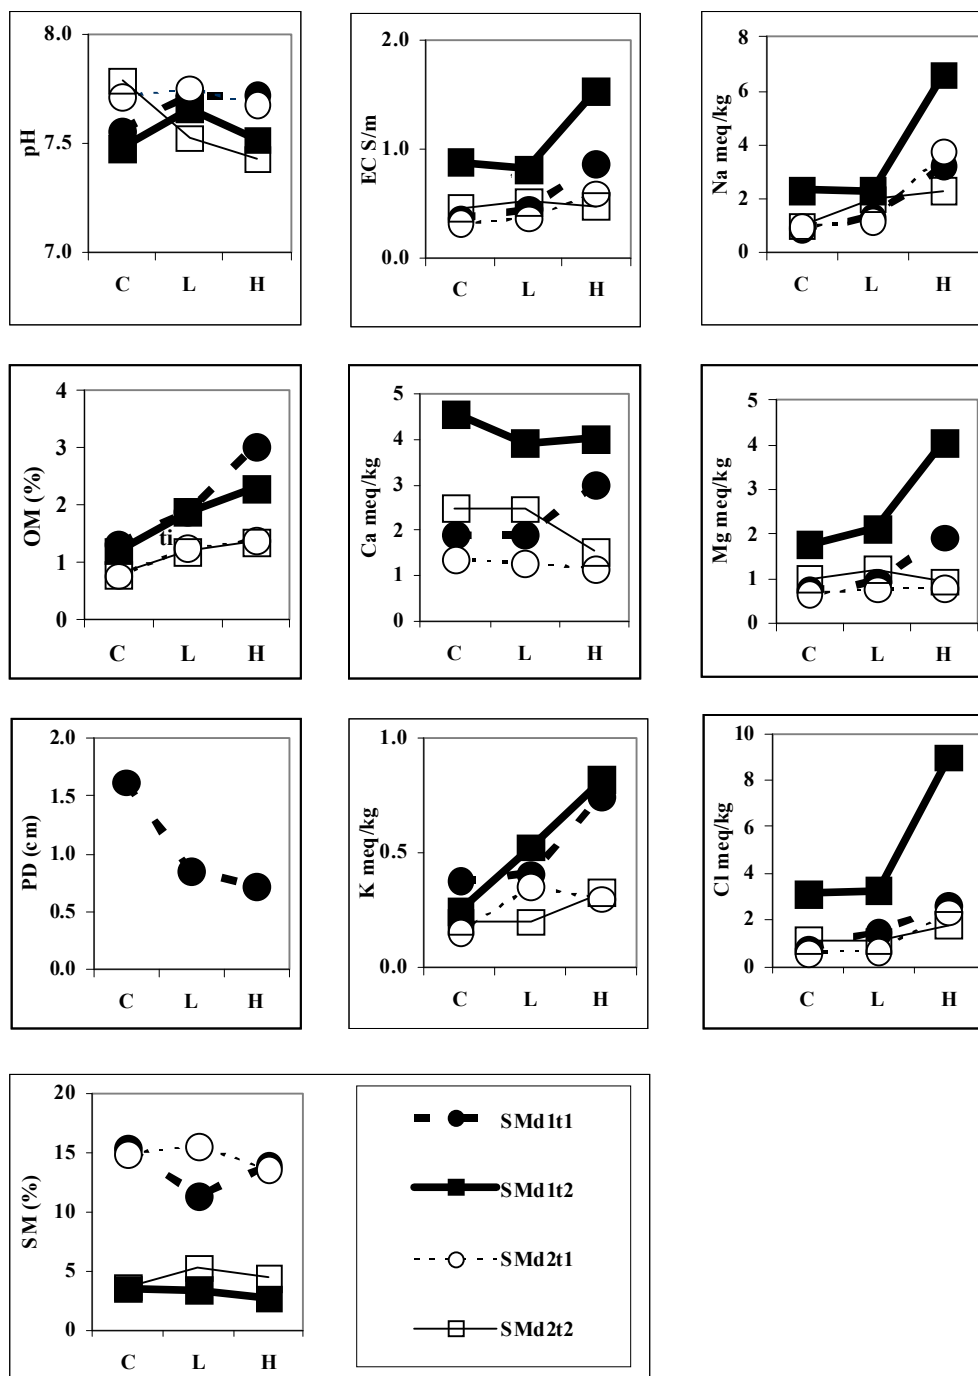 8.0
7.5
7.0
pH
C L H
2.0
1.0
0.0
EC S/m
C L H
8
6
4
2
0
Na meq/kg
C L H
4
3
2
1
0
OM (%)
ti
C L H
5
4
3
2
1
0
Ca meq/kg
C L H
5
4
3
2
1
0
Mg meq/kg
C L H
2.0
1.5
1.0
0.5
0.0
PD (cm)
C L H
1.0
0.5
0.0
K meq/kg
C L H
10
8
6
4
2
0
Cl meq/kg
C L H
20
15
10
5
0
SM (%)
C L H
SMd1t1
SMd1t2
SMd2t1
SMd2t2